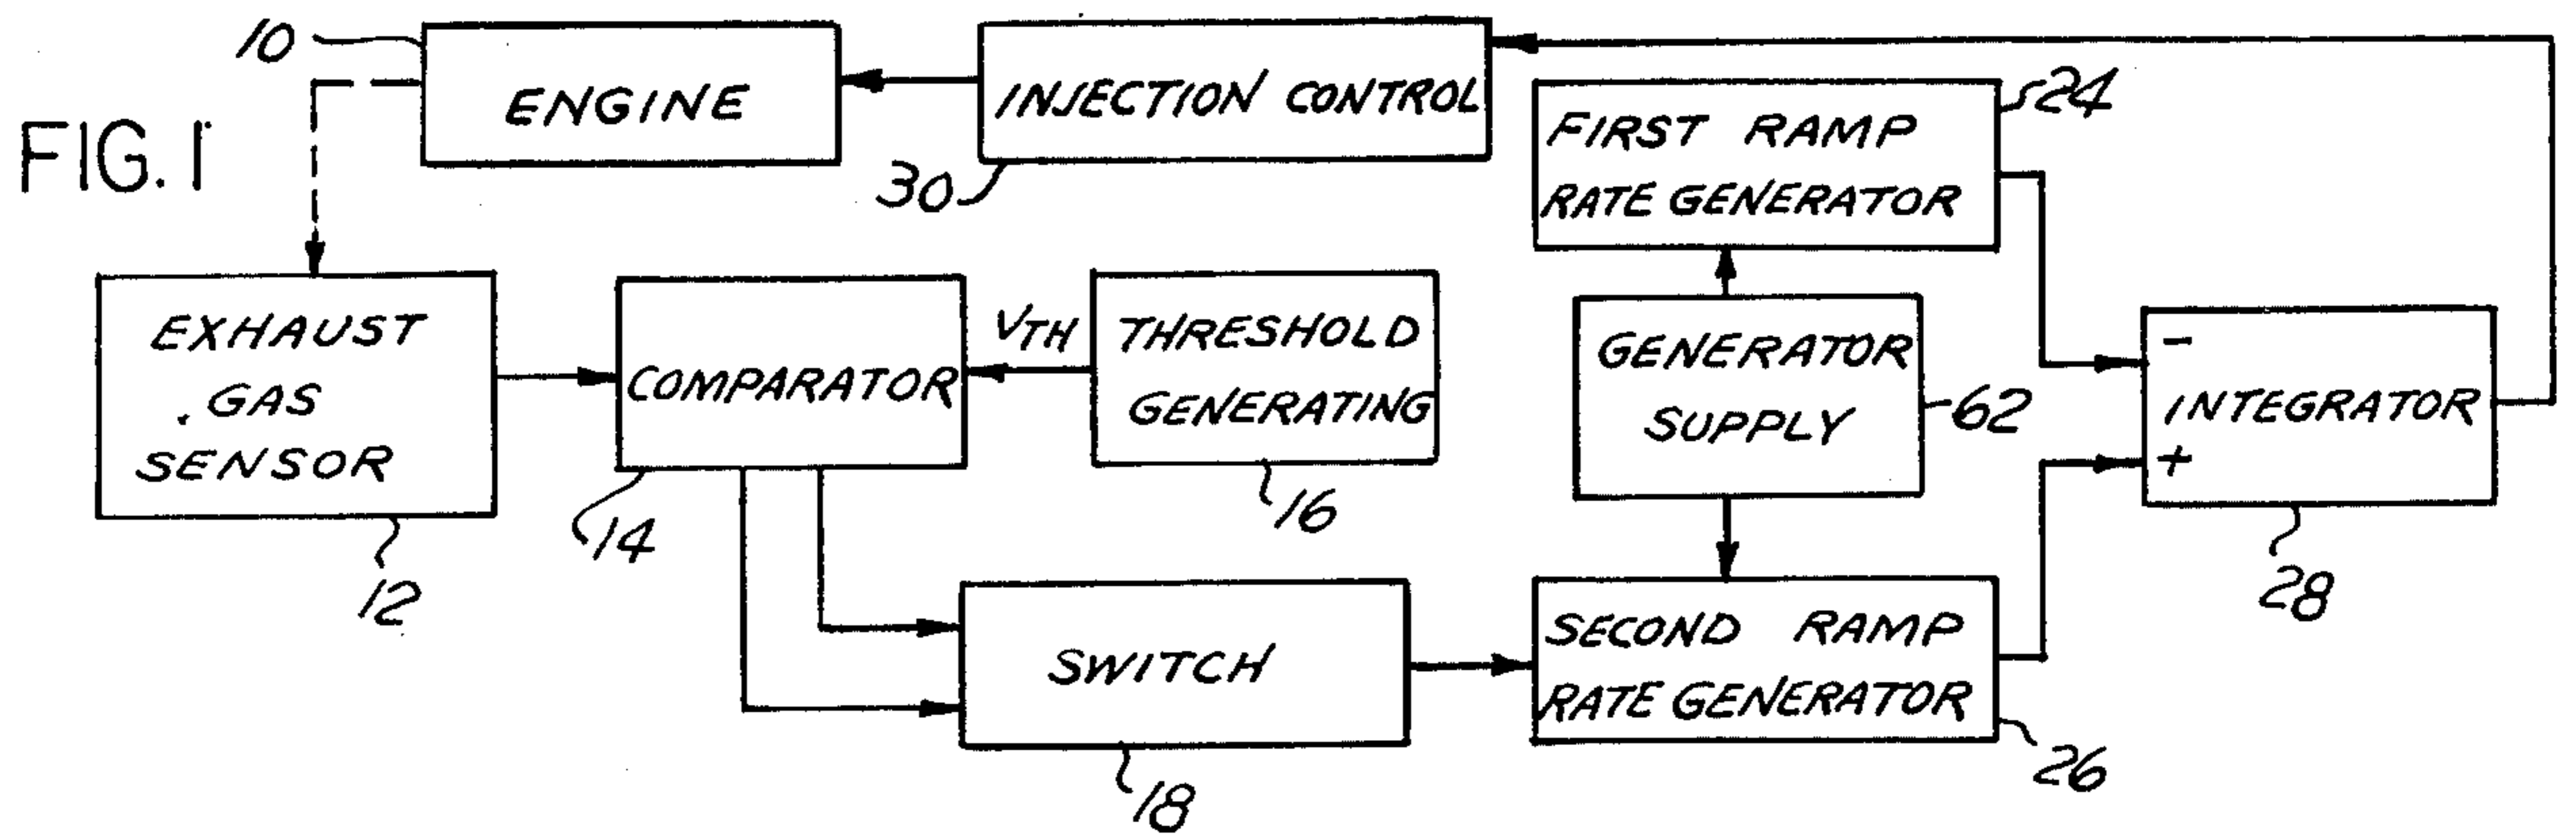 FIG. 1
10
ENGINE
INJECTION CONTROL
30
FIRST RAMP
RATE GENERATOR
24
EXHAUST
GAS
SENSOR
12
COMPARATOR
14
VTH
THRESHOLD
GENERATING
16
GENERATOR
SUPPLY
62
-
INTEGRATOR
+
28
SWITCH
18
SECOND RAMP
RATE GENERATOR
26